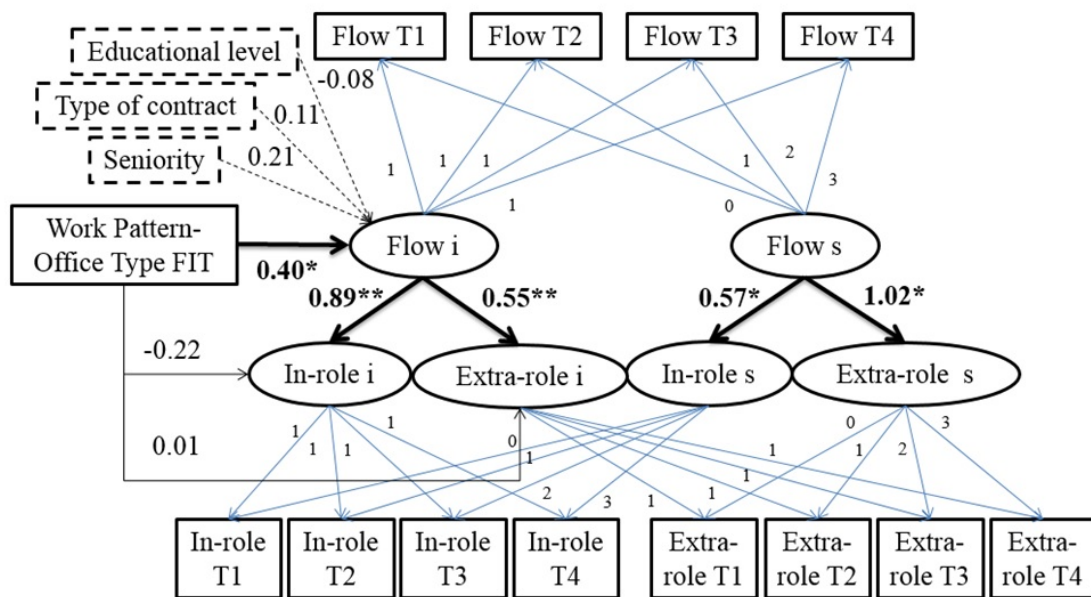 Educational level
Type of contract
Seniority
Flow T1
Flow T2
Flow T3
Flow T4
-0.08
0.11
0.21
1
1
1
1
0
1
2
3
Work Pattern-
Office Type FIT
0.40*
Flow i
Flow s
0.89**
0.55**
0.57*
1.02*
-0.22
0.01
In-role i
Extra-role i
In-role s
Extra-role s
1
1
1
1
0
1
2
3
1
1
1
1
0
1
2
3
In-role
T1
In-role
T2
In-role
T3
In-role
T4
Extra-
role T1
Extra-
role T2
Extra-
role T3
Extra-
role T4